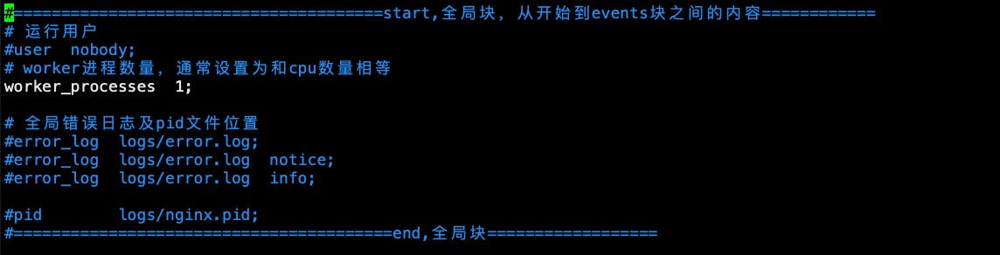 #=======================================start,全局块，从开始到events块之间的内容============
# 运行用户
#user  nobody;
# worker进程数量，通常设置为和cpu数量相等
worker_processes  1;
# 全局错误日志及pid文件位置
#error_log  logs/error.log;
#error_log  logs/error.log  notice;
#error_log  logs/error.log  info;
#pid        logs/nginx.pid;
#========================================end,全局块==================